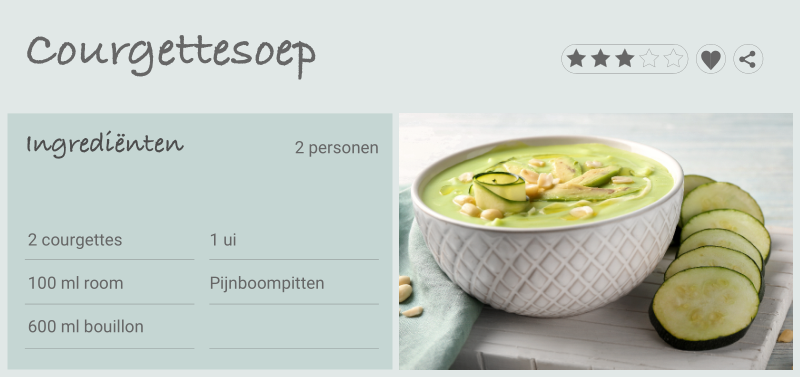 Courgettesoep
Ingrediënten
2 personen
2 courgettes
1 ui
100 ml room
Pijnboompitten
600 ml bouillon